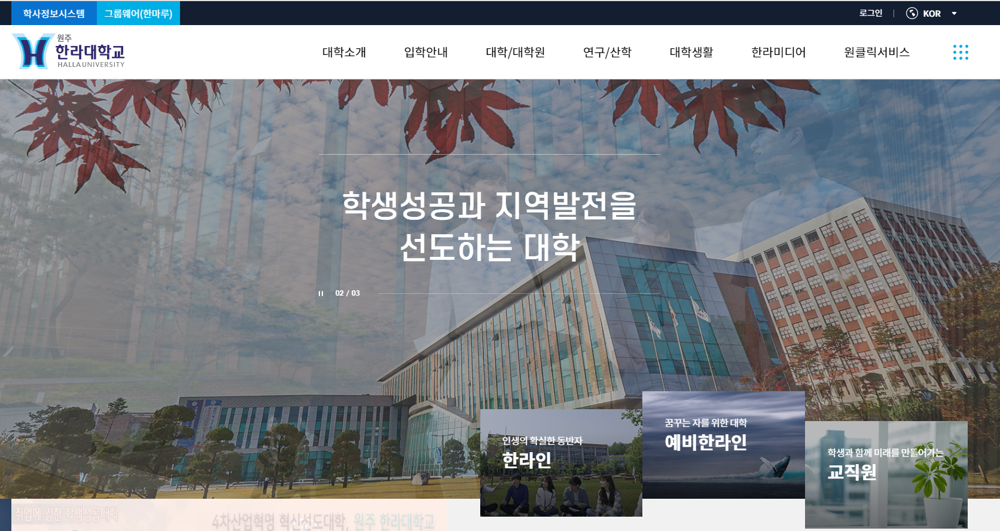 학사정보시스템
그룹웨어(한마루)
로그인
KOR
원주
한라대학교
HALLA UNIVERSITY
대학소개
입학안내
대학/대학원
연구/산학
대학생활
한라미디어
원클릭서비스
학생성공과 지역발전을
선도하는 대학
02 / 03
인생의 확실한 동반자
한라인
꿈꾸는 자를 위한 대학
예비한라인
학생과 함께 미래를 만들어가는
교직원
취업에 강한 학생성공대학
4차산업혁명 혁신선도대학, 원주 한라대학교